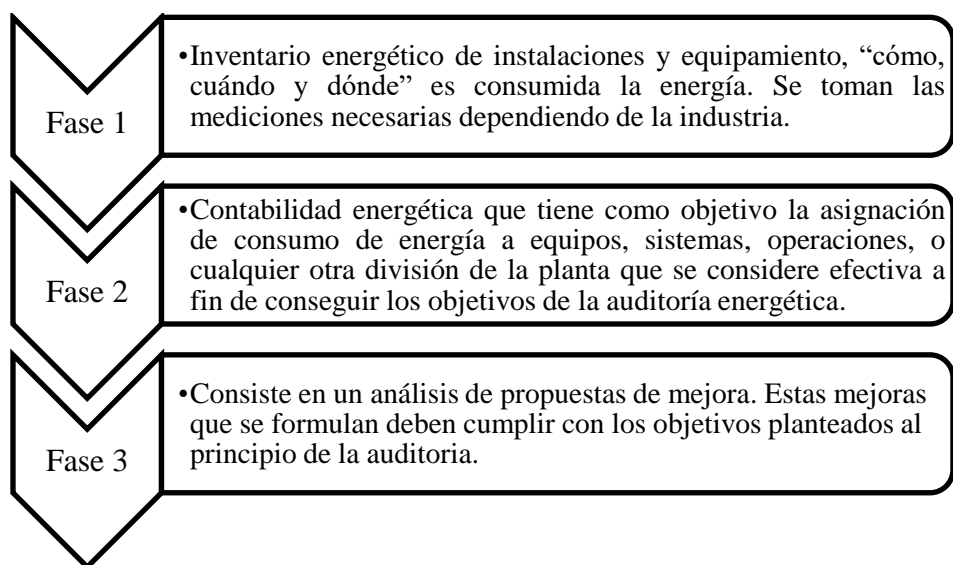 Fase 1
•Inventario energético de instalaciones y equipamiento, “cómo,
cuándo y dónde” es consumida la energía. Se toman las
mediciones necesarias dependiendo de la industria.
Fase 2
•Contabilidad energética que tiene como objetivo la asignación
de consumo de energía a equipos, sistemas, operaciones, o
cualquier otra división de la planta que se considere efectiva a
fin de conseguir los objetivos de la auditoría energética.
Fase 3
•Consiste en un análisis de propuestas de mejora. Estas mejoras
que se formulan deben cumplir con los objetivos planteados al
principio de la auditoria.